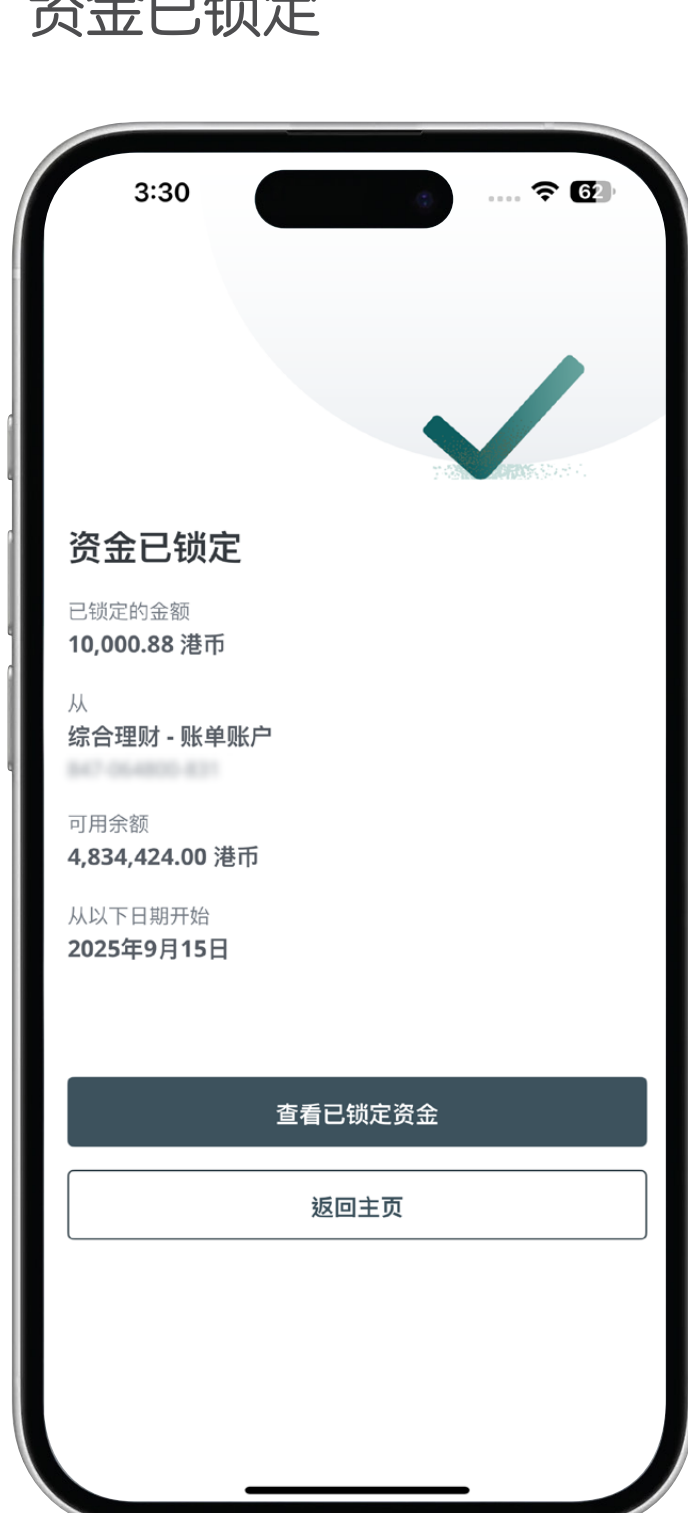 资金已锁定
3:30
62
资金已锁定
已锁定的金额
10,000.88 港币
从
综合理财 - 账单账户
可用余额
4,834,424.00 港币
从以下日期开始
2025年9月15日
查看已锁定资金
返回主页